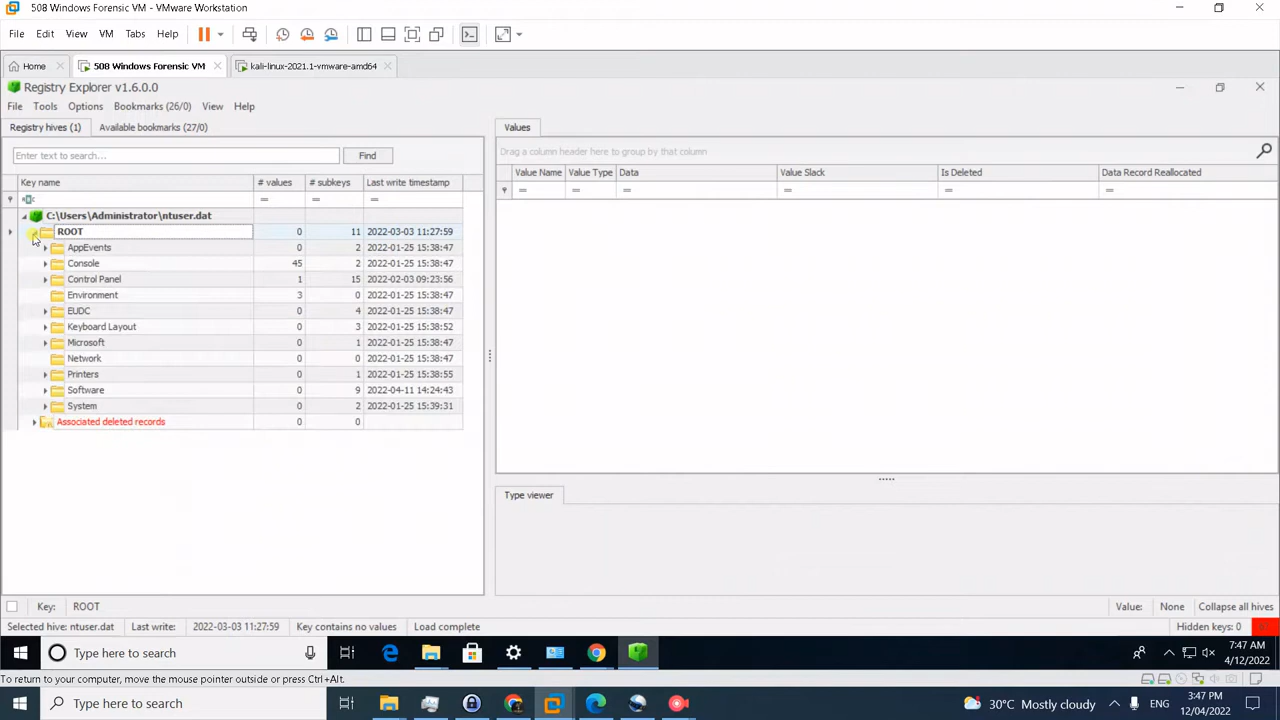 508 Windows Forensic VM - VMware Workstation
File Edit View VM Tabs Help
Home 508 Windows Forensic VM kali-linux-2021.1-vmware-amd64
Registry Explorer v1.6.0.0
File Tools Options Bookmarks (26/0) View Help
Registry hives (1) Available bookmarks (27/0) Values
Enter text to search... Find Drag a column header here to group by that column
Key name # values # subkeys Last write timestamp Value Name Value Type Data Value Slack Is Deleted Data Record Reallocated
= = = = = = = = =
C:\Users\Administrator\ntuser.dat
ROOT 0 11 2022-03-03 11:27:59
AppEvents 0 2 2022-01-25 15:38:47
Console 45 2 2022-01-25 15:38:47
Control Panel 1 15 2022-02-03 09:23:56
Environment 3 0 2022-01-25 15:38:47
EUDC 0 4 2022-01-25 15:38:47
Keyboard Layout 0 3 2022-01-25 15:38:52
Microsoft 0 1 2022-01-25 15:38:47
Network 0 0 2022-01-25 15:38:47
Printers 0 1 2022-01-25 15:38:55
Software 0 9 2022-04-11 14:24:43
System 0 2 2022-01-25 15:39:31
Associated deleted records 0 0
Type viewer
Key: ROOT Value: None Collapse all hives
Selected hive: ntuser.dat Last write: 2022-03-03 11:27:59 Key contains no values Load complete Hidden keys: 0
Type here to search 7:47 AM
4/12/2022
To return to your computer, move the mouse pointer outside or press Ctrl+Alt.
Type here to search 30°C Mostly cloudy ENG 3:47 PM
12/04/2022